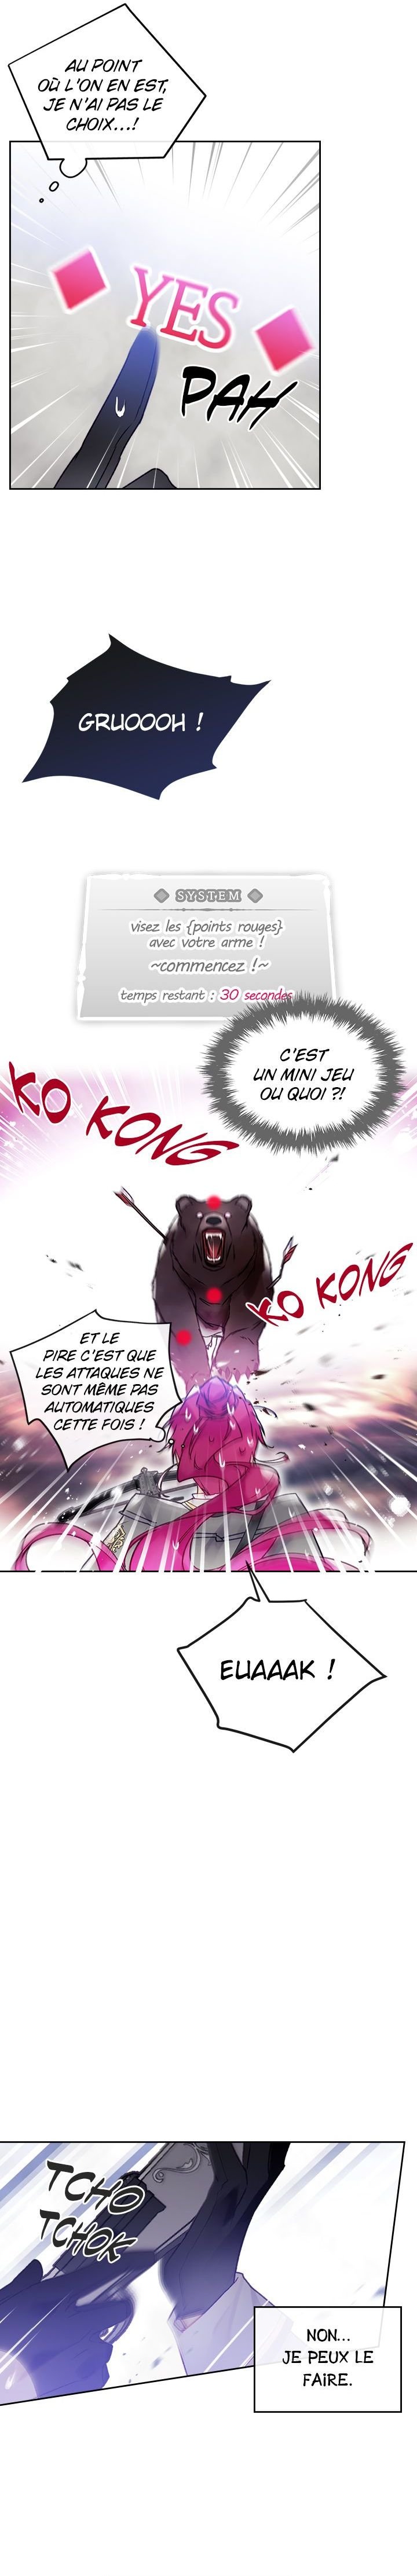 AU POINT
OÙ L'ON EN EST,
JE N'AI PAS LE
CHOIX...!
YES
PAH
GRUOOOH !
SYSTEM
visez les {points rouges}
avec votre arme !
~commencez !~
temps restant : 30 secondes
C'EST
UN MINI JEU
OU QUOI ?!
KO KONG
KO KONG
ET LE
PIRE C'EST QUE
LES ATTAQUES NE
SONT MÊME PAS
AUTOMATIQUES
CETTE FOIS !
EUAAAK !
TCHO
TCHOK
NON...
JE PEUX LE
FAIRE.